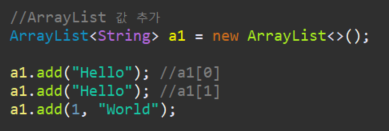 //ArrayList 값 추가
ArrayList<String> a1 = new ArrayList<>();
a1.add("Hello"); //a1[0]
a1.add("Hello"); //a1[1]
a1.add(1, "World");